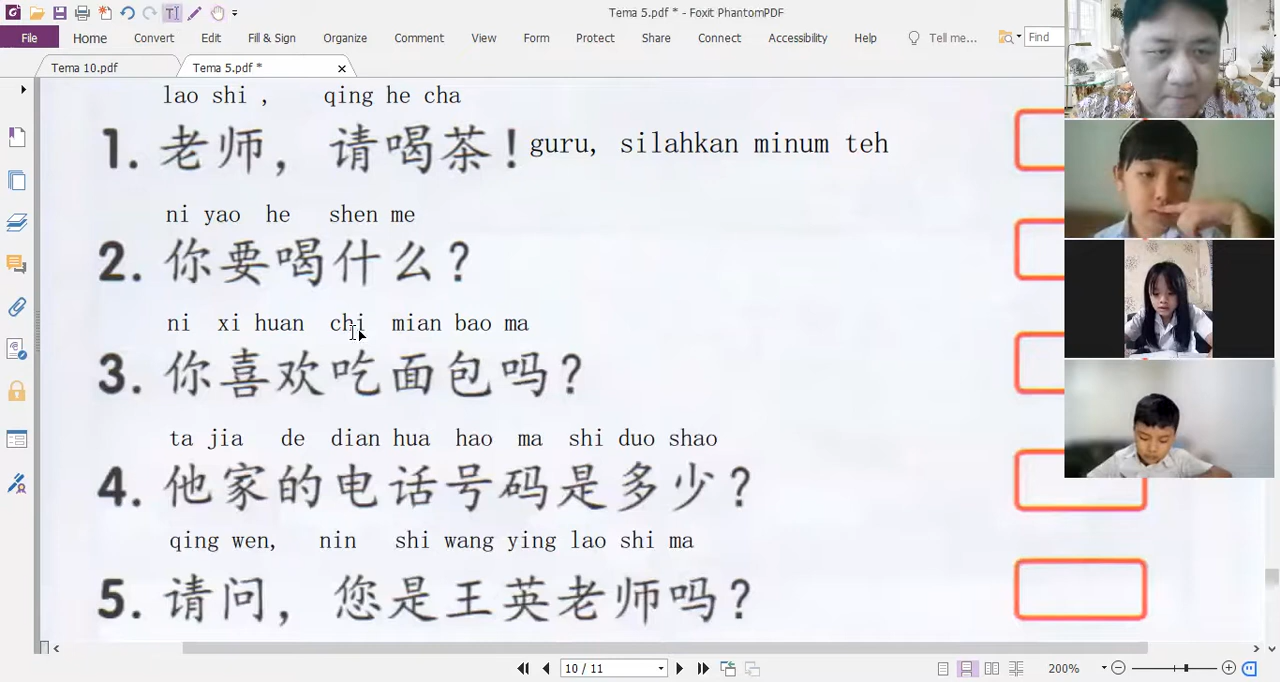 Tema 5.pdf * - Foxit PhantomPDF
File Home Convert Edit Fill & Sign Organize Comment View Form Protect Share Connect Accessibility Help Tell me... Find
Tema 10.pdf Tema 5.pdf *
lao shi , qing he cha
1. 老师，请喝茶！guru, silahkan minum teh
ni yao he shen me
2. 你要喝什么？
ni xi huan chi mian bao ma
3. 你喜欢吃面包吗？
ta jia de dian hua hao ma shi duo shao
4. 他家的电话号码是多少？
qing wen, nin shi wang ying lao shi ma
5. 请问，您是王英老师吗？
10 / 11 200%